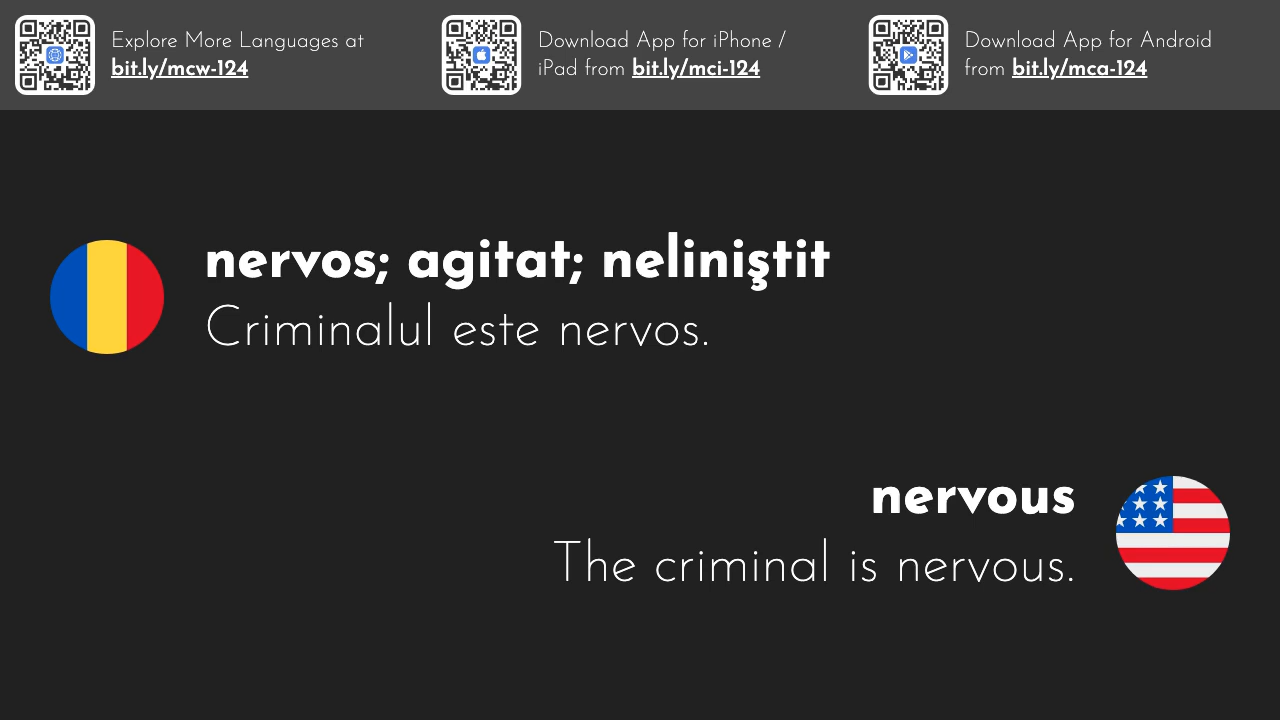 Explore More Languages at
bit.ly/mcw-124
Download App for iPhone /
iPad from bit.ly/mci-124
Download App for Android
from bit.ly/mca-124
nervos; agitat; neliniştit
Criminalul este nervos.
nervous
The criminal is nervous.